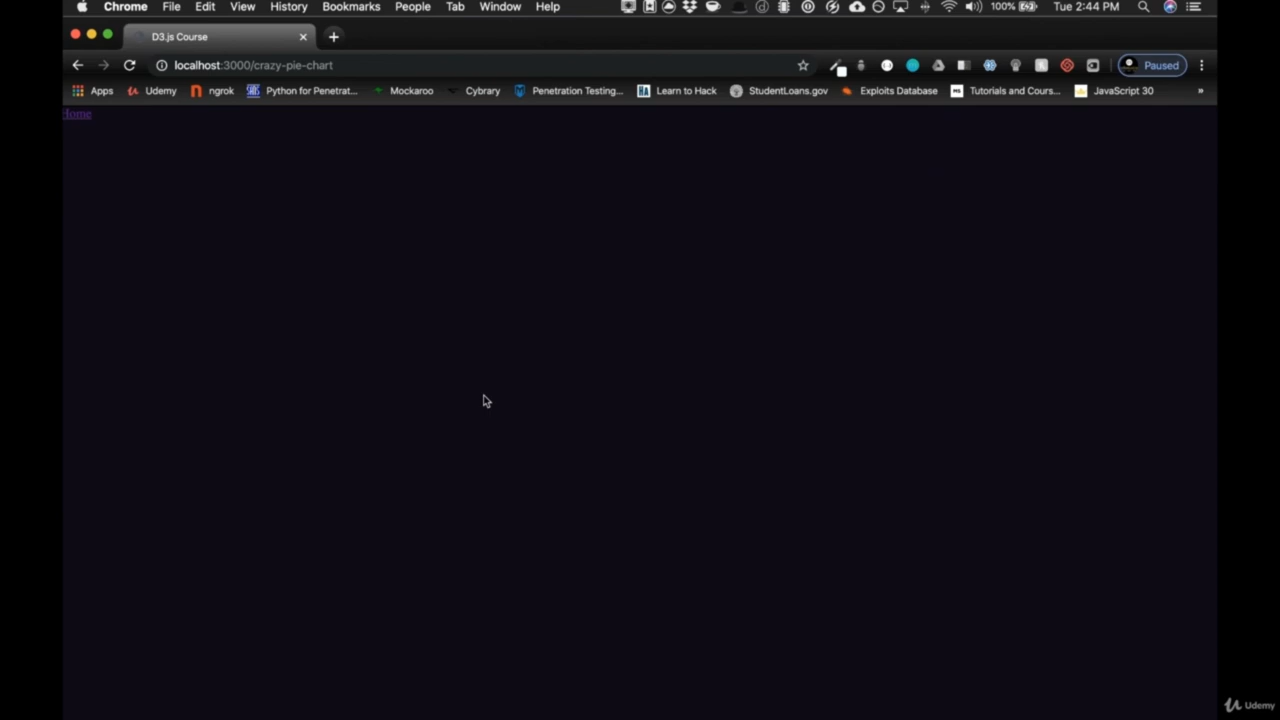 Chrome File Edit View History Bookmarks People Tab Window Help 100% Tue 2:44 PM
D3.js Course
localhost:3000/crazy-pie-chart Paused
Apps Udemy ngrok Python for Penetrat... Mockaroo Cybrary Penetration Testing... HA Learn to Hack StudentLoans.gov Exploits Database Tutorials and Cours... JavaScript 30 »
Home
Udemy